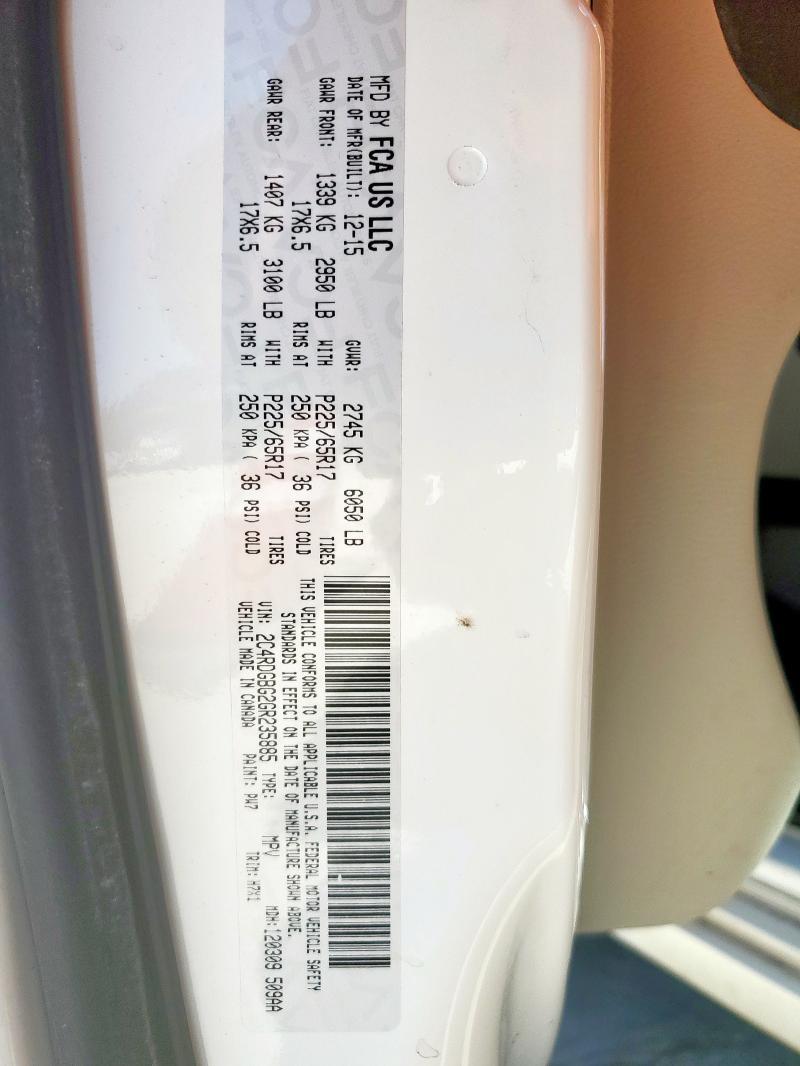 MFD BY FCA US LLC
DATE OF MFR(BUILT): 12-15 GVWR: 2745 KG 6050 LB
GAWR FRONT: 1339 KG 2950 LB WITH P225/65R17 TIRES
17X6.5 RIMS AT 250 KPA ( 36 PSI) COLD
GAWR REAR: 1407 KG 3100 LB WITH P225/65R17 TIRES
17X6.5 RIMS AT 250 KPA ( 36 PSI) COLD
THIS VEHICLE CONFORMS TO ALL APPLICABLE U.S.A. FEDERAL MOTOR VEHICLE SAFETY
STANDARDS IN EFFECT ON THE DATE OF MANUFACTURE SHOWN ABOVE.
VIN: 2C4RDGBG2GR235885 TYPE: MPV MDH: 120309 509AA
VEHICLE MADE IN CANADA PAINT: PW7 TRIM: H7X1